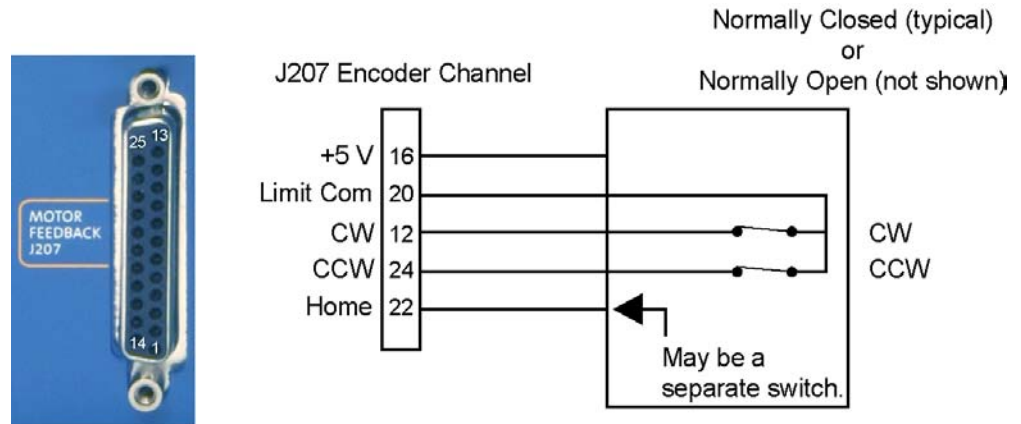 25 13
MOTOR
FEEDBACK
J207
14 1
J207 Encoder Channel
+5 V 16
Limit Com 20
CW 12
CCW 24
Home 22
Normally Closed (typical)
or
Normally Open (not shown)
CW
CCW
May be a
separate switch.